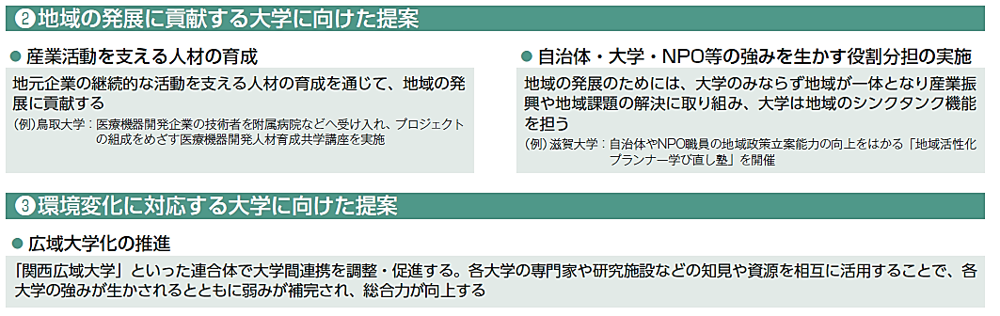 ❷地域の発展に貢献する大学に向けた提案
● 産業活動を支える人材の育成
地元企業の継続的な活動を支える人材の育成を通じて、地域の発
展に貢献する
(例)鳥取大学：医療機器開発企業の技術者を附属病院などへ受け入れ、プロジェクト
の組成をめざす医療機器開発人材育成共学講座を実施
● 自治体・大学・NPO等の強みを生かす役割分担の実施
地域の発展のためには、大学のみならず地域が一体となり産業振
興や地域課題の解決に取り組み、大学は地域のシンクタンク機能
を担う
(例)滋賀大学：自治体やNPO職員の地域政策立案能力の向上をはかる「地域活性化
プランナー学び直し塾」を開催
❸環境変化に対応する大学に向けた提案
● 広域大学化の推進
「関西広域大学」といった連合体で大学間連携を調整・促進する。各大学の専門家や研究施設などの知見や資源を相互に活用することで、各
大学の強みが生かされるとともに弱みが補完され、総合力が向上する